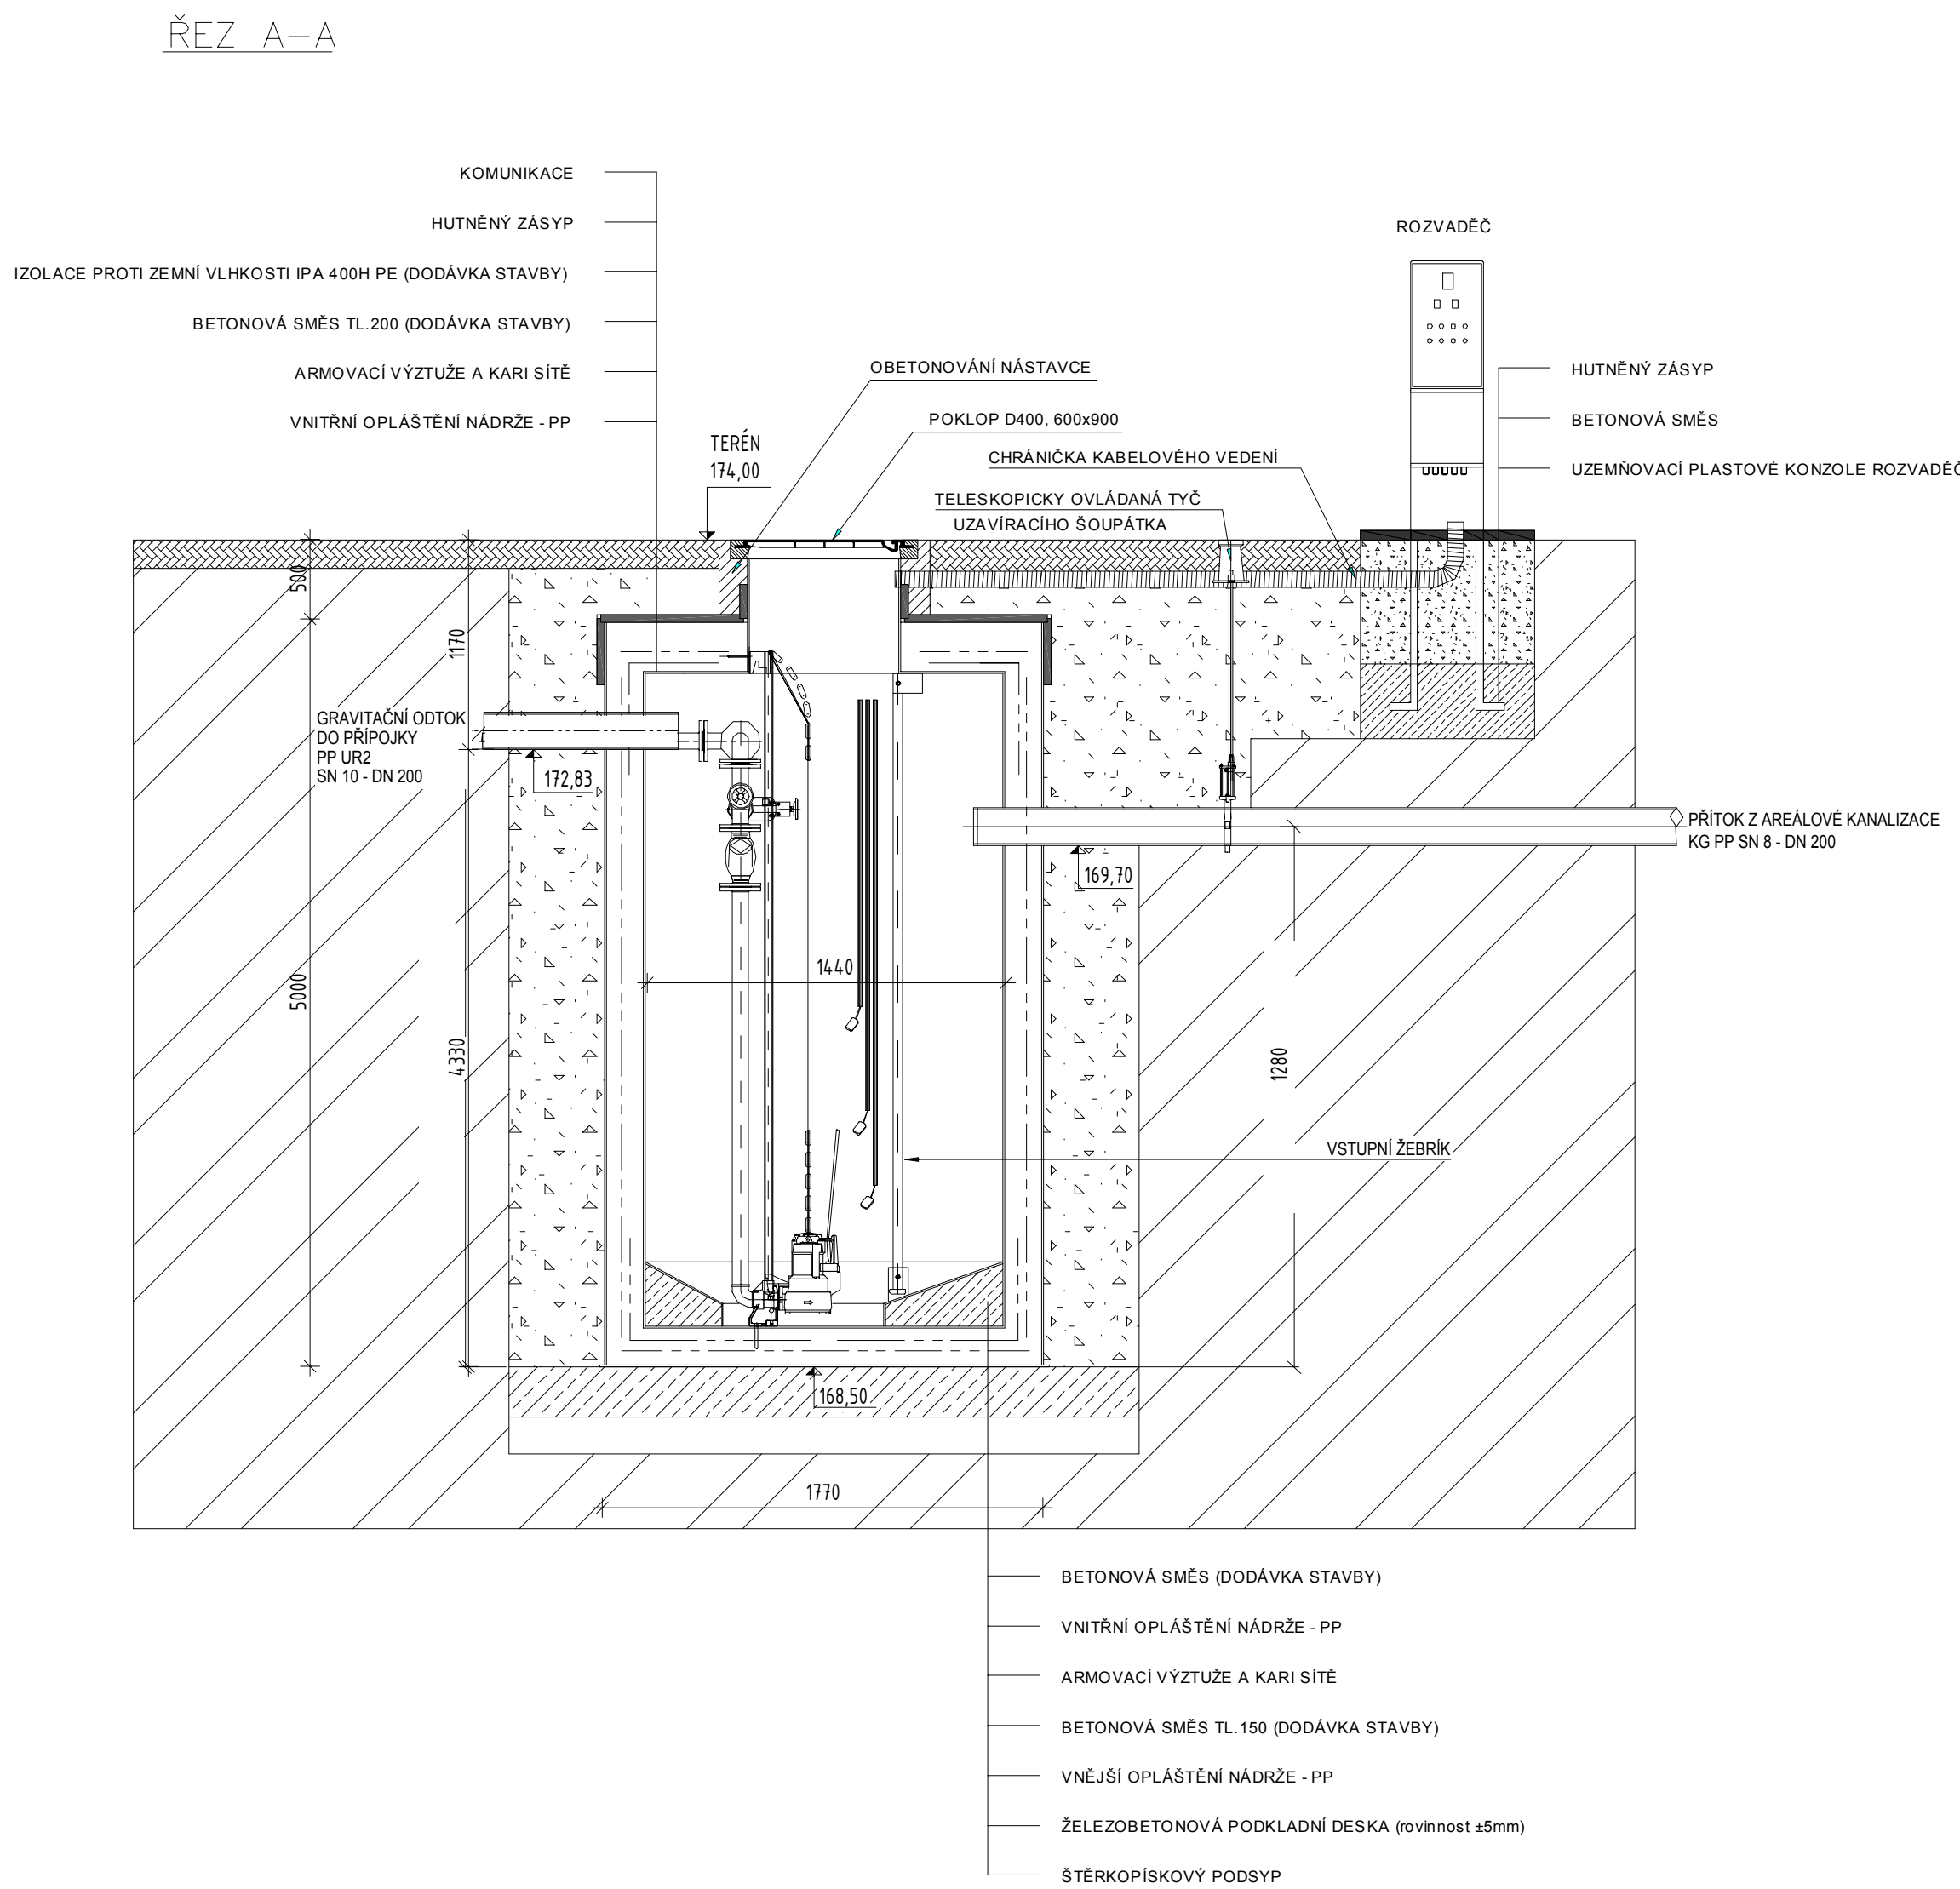 ŘEZ A-A
KOMUNIKACE
HUTNĚNÝ ZÁSYP
IZOLACE PROTI ZEMNÍ VLHKOSTI IPA 400H PE (DODÁVKA STAVBY)
BETONOVÁ SMĚS TL.200 (DODÁVKA STAVBY)
ARMOVACÍ VÝZTUŽE A KARI SÍTĚ
VNITŘNÍ OPLÁŠTĚNÍ NÁDRŽE - PP
ROZVADĚČ
OBETONOVÁNÍ NÁSTAVCE
POKLOP D400, 600x900
CHRÁNIČKA KABELOVÉHO VEDENÍ
TELESKOPICKY OVLÁDANÁ TYČ
UZAVÍRACÍHO ŠOUPÁTKA
HUTNĚNÝ ZÁSYP
BETONOVÁ SMĚS
UZEMŇOVACÍ PLASTOVÉ KONZOLE ROZVADĚČ
TERÉN
174,00
500
1170
GRAVITAČNÍ ODTOK
DO PŘÍPOJKY
PP UR2
SN 10 - DN 200
172,83
PŘÍTOK Z AREÁLOVÉ KANALIZACE
KG PP SN 8 - DN 200
169,70
1440
5000
4330
1280
VSTUPNÍ ŽEBRÍK
168,50
1770
BETONOVÁ SMĚS (DODÁVKA STAVBY)
VNITŘNÍ OPLÁŠTĚNÍ NÁDRŽE - PP
ARMOVACÍ VÝZTUŽE A KARI SÍTĚ
BETONOVÁ SMĚS TL.150 (DODÁVKA STAVBY)
VNĚJŠÍ OPLÁŠTĚNÍ NÁDRŽE - PP
ŽELEZOBETONOVÁ PODKLADNÍ DESKA (rovinnost ±5mm)
ŠTĚRKOPÍSKOVÝ PODSYP